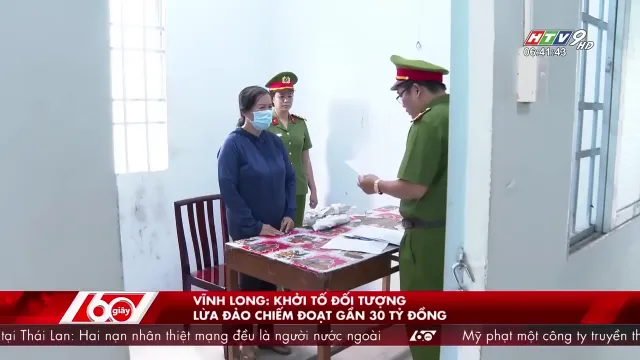 HTV9 HD
06:41:43
VĨNH LONG: KHỞI TỐ ĐỐI TƯỢNG
LỪA ĐẢO CHIẾM ĐOẠT GẦN 30 TỶ ĐỒNG
60 giây
tại Thái Lan: Hai nạn nhân thiệt mạng đều là người nước ngoài 60 giây Mỹ phạt một công ty truyền th